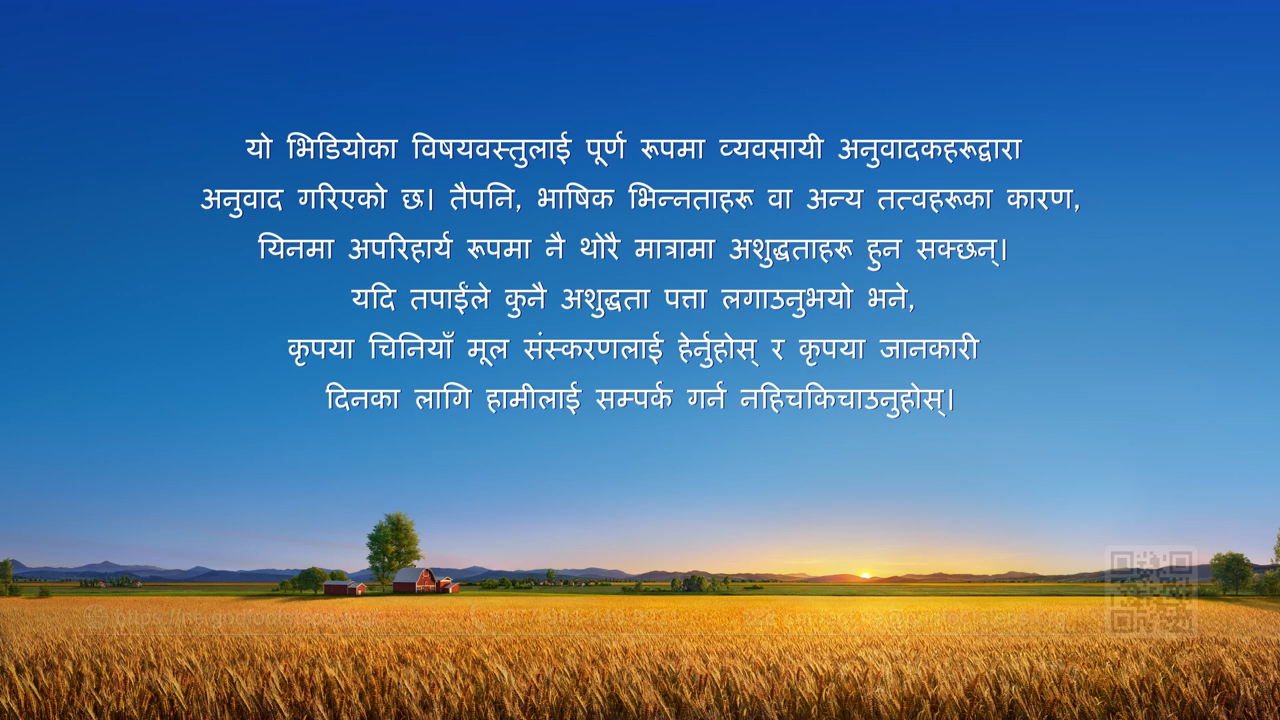 यो भिडियोका विषयवस्तुलाई पूर्ण रूपमा व्यवसायी अनुवादकहरूद्वारा
अनुवाद गरिएको छ। तैपनि, भाषिक भिन्नताहरू वा अन्य तत्वहरूका कारण,
यिनमा अपरिहार्य रूपमा नै थोरै मात्रामा अशुद्धताहरू हुन सक्छन्।
यदि तपाईंले कुनै अशुद्धता पत्ता लगाउनुभयो भने,
कृपया चिनियाँ मूल संस्करणलाई हेर्नुहोस् र कृपया जानकारी
दिनका लागि हामीलाई सम्पर्क गर्न नहिचकिचाउनुहोस्।